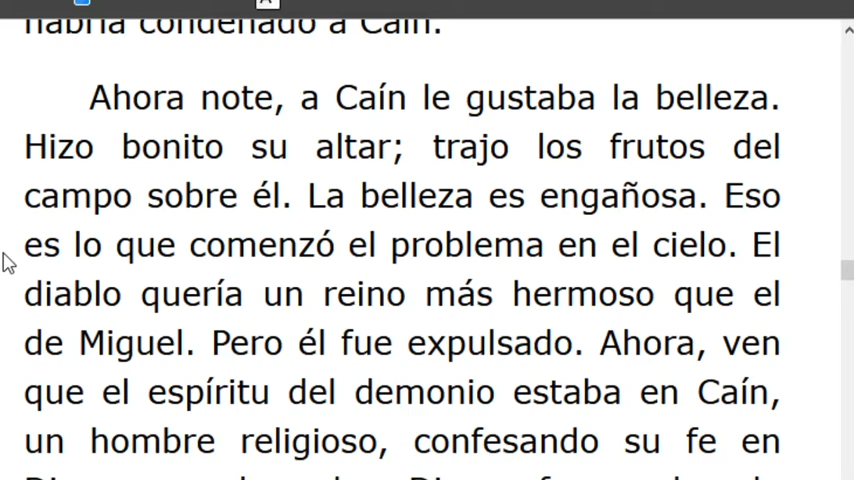 habría condenado a Caín.
Ahora note, a Caín le gustaba la belleza.
Hizo bonito su altar; trajo los frutos del
campo sobre él. La belleza es engañosa. Eso
es lo que comenzó el problema en el cielo. El
diablo quería un reino más hermoso que el
de Miguel. Pero él fue expulsado. Ahora, ven
que el espíritu del demonio estaba en Caín,
un hombre religioso, confesando su fe en